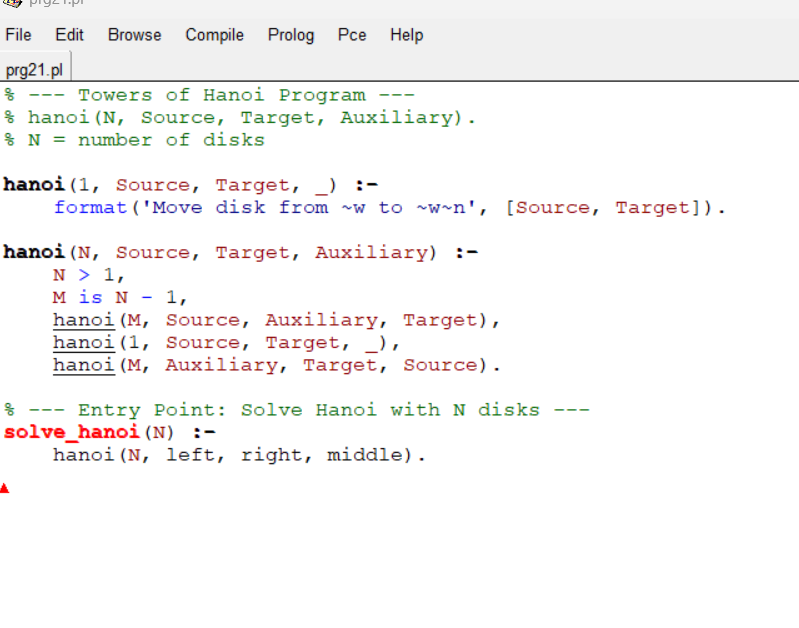 prg21.pl
File Edit Browse Compile Prolog Pce Help
prg21.pl
% --- Towers of Hanoi Program ---
% hanoi(N, Source, Target, Auxiliary).
% N = number of disks

hanoi(1, Source, Target, _) :-
    format('Move disk from ~w to ~w~n', [Source, Target]).

hanoi(N, Source, Target, Auxiliary) :-
    N > 1,
    M is N - 1,
    hanoi(M, Source, Auxiliary, Target),
    hanoi(1, Source, Target, _),
    hanoi(M, Auxiliary, Target, Source).

% --- Entry Point: Solve Hanoi with N disks ---
solve_hanoi(N) :-
    hanoi(N, left, right, middle).